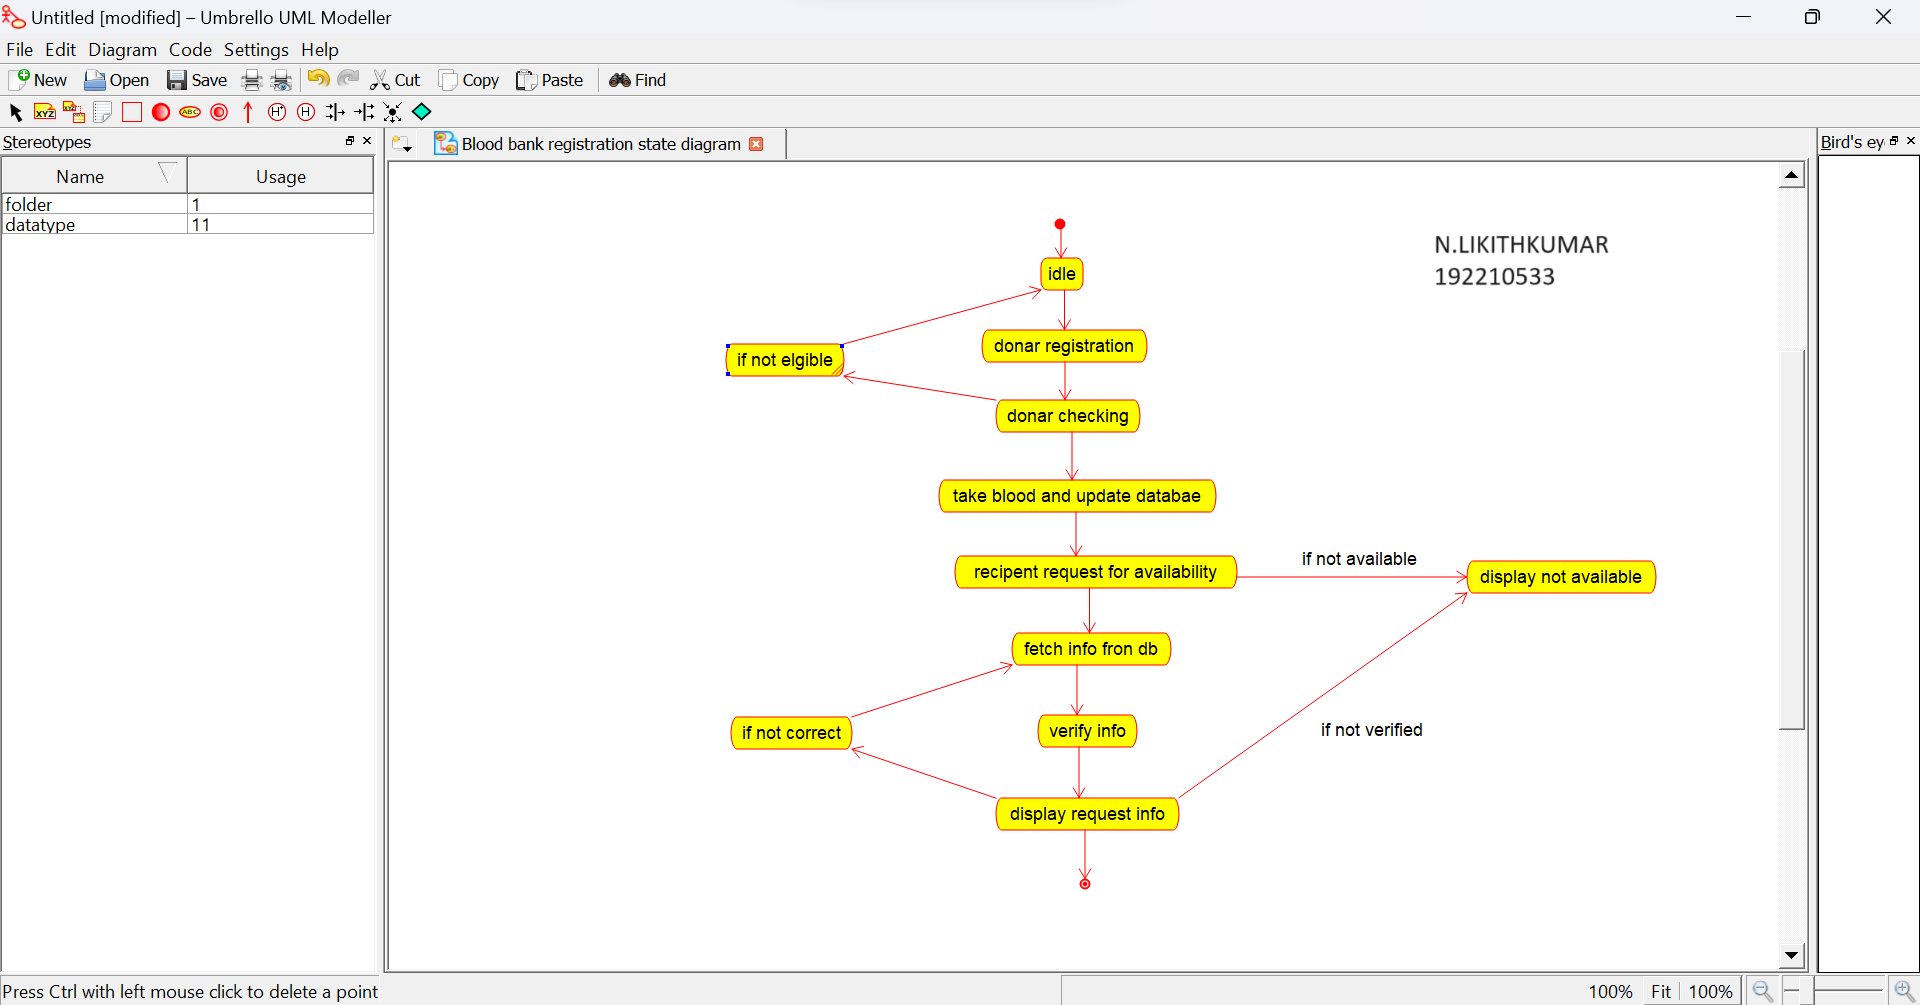 Untitled [modified] – Umbrello UML Modeller
File Edit Diagram Code Settings Help
New Open Save Cut Copy Paste Find
XYZ XYZ ABC H* H
Stereotypes
Name Usage
folder 1
datatype 11
Blood bank registration state diagram
Bird's ey
N.LIKITHKUMAR
192210533
idle
donar registration
if not elgible
donar checking
take blood and update databae
recipent request for availability
if not available
display not available
fetch info fron db
if not correct
verify info
if not verified
display request info
Press Ctrl with left mouse click to delete a point
100% Fit 100%